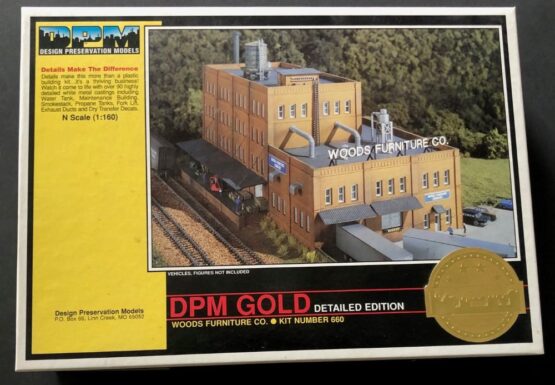 DPM
DESIGN PRESERVATION MODELS
Details Make The Difference
Details make this more than a plastic
building kit...it's a thriving business!
Watch it come to life with over 90 highly
detailed white metal castings including
Water Tank, Maintenance Building,
Smokestack, Propane Tanks, Fork Lift,
Exhaust Ducts and Dry Transfer Decals.
N Scale (1:160)
WOODS FURNITURE CO.
VEHICLES, FIGURES NOT INCLUDED
DPM GOLD DETAILED EDITION
WOODS FURNITURE CO. ● KIT NUMBER 660
Design Preservation Models
P.O. Box 66, Linn Creek, MO 65052